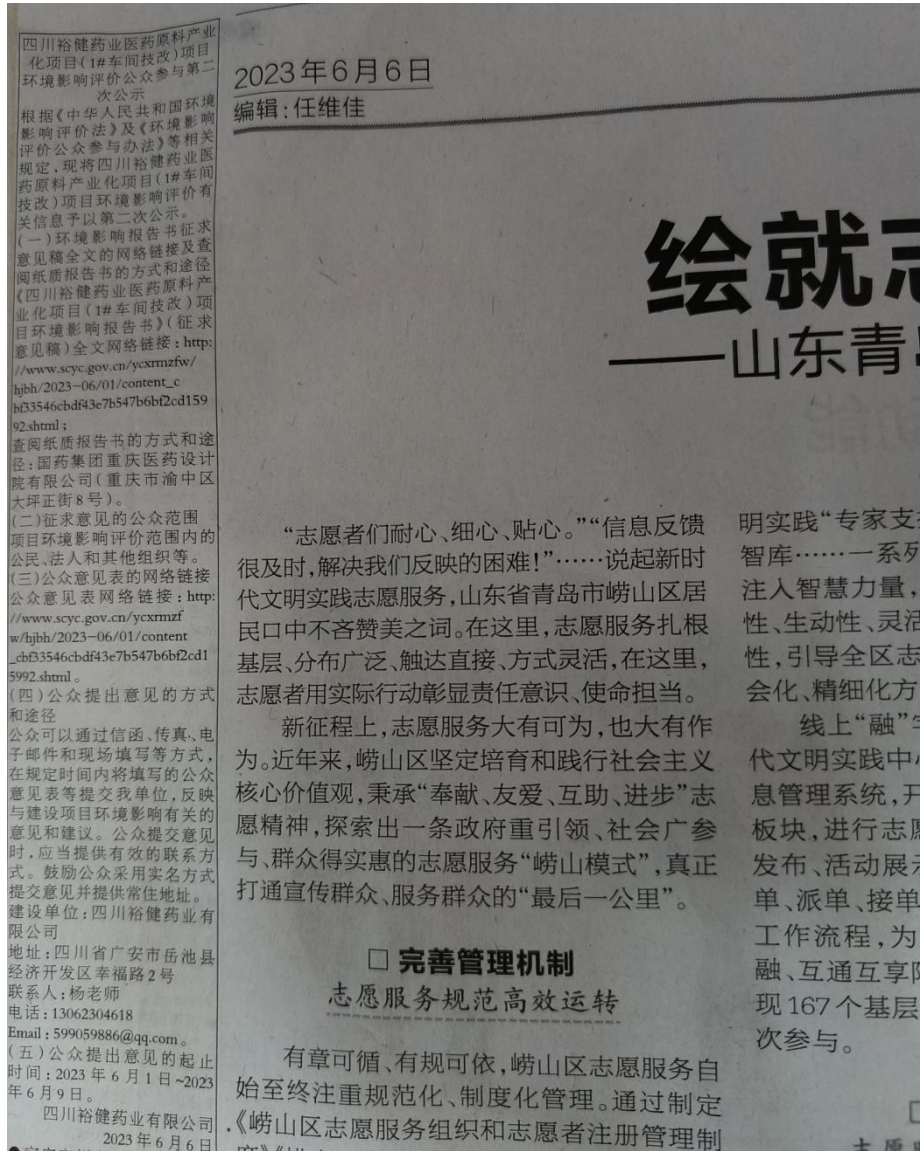 四川裕健药业医药原料产业
化项目(1#车间技改)项目
环境影响评价公众参与第二
次公示
根据《中华人民共和国环境
影响评价法》及《环境影响
评价公众参与办法》等相关
规定,现将四川裕健药业医
药原料产业化项目(1#车间
技改)项目环境影响评价有
关信息予以第二次公示。
(一)环境影响报告书征求
意见稿全文的网络链接及查
阅纸质报告书的方式和途径
《四川裕健药业医药原料产
业化项目(1#车间技改)项
目环境影响报告书》(征求
意见稿)全文网络链接:http:
//www.scyc.gov.cn/ycxrmzfw/
hjbh/2023-06/01/content_c
bf33546cbdf43e7b547b6bf2cd159
92.shtml;
查阅纸质报告书的方式和途
径:国药集团重庆医药设计
院有限公司(重庆市渝中区
大坪正街8号)。
(二)征求意见的公众范围
项目环境影响评价范围内的
公民、法人和其他组织等。
(三)公众意见表的网络链接
公众意见表网络链接:http:
//www.scyc.gov.cn/ycxrmzf
w/hjbh/2023-06/01/content
_cbf33546cbdf43e7b547b6bf2cd1
5992.shtml。
(四)公众提出意见的方式
和途径
公众可以通过信函、传真、电
子邮件和现场填写等方式,
在规定时间内将填写的公众
意见表等提交我单位,反映
与建设项目环境影响有关的
意见和建议。公众提交意见
时,应当提供有效的联系方
式。鼓励公众采用实名方式
提交意见并提供常住地址。
建设单位:四川裕健药业有
限公司
地址:四川省广安市岳池县
经济开发区幸福路2号
联系人:杨老师
电话:13062304618
Email:599059886@qq.com。
(五)公众提出意见的起止
时间:2023年6月1日~2023
年6月9日。
四川裕健药业有限公司
2023年6月6日
2023年6月6日
编辑:任维佳
绘就志
——山东青岛
“志愿者们耐心、细心、贴心。”“信息反馈
很及时,解决我们反映的困难!”……说起新时
代文明实践志愿服务,山东省青岛市崂山区居
民口中不吝赞美之词。在这里,志愿服务扎根
基层、分布广泛、触达直接、方式灵活,在这里,
志愿者用实际行动彰显责任意识、使命担当。
新征程上,志愿服务大有可为,也大有作
为。近年来,崂山区坚定培育和践行社会主义
核心价值观,秉承“奉献、友爱、互助、进步”志
愿精神,探索出一条政府重引领、社会广参
与、群众得实惠的志愿服务“崂山模式”,真正
打通宣传群众、服务群众的“最后一公里”。
□ 完善管理机制
志愿服务规范高效运转
有章可循、有规可依,崂山区志愿服务自
始至终注重规范化、制度化管理。通过制定
《崂山区志愿服务组织和志愿者注册管理制
明实践“专家支
智库……一系列
注入智慧力量,
性、生动性、灵活
性,引导全区志
会化、精细化方
线上“融”
代文明实践中心
息管理系统,开
板块,进行志愿
发布、活动展示
单、派单、接单
工作流程,为
融、互通互享
现167个基层
次参与。